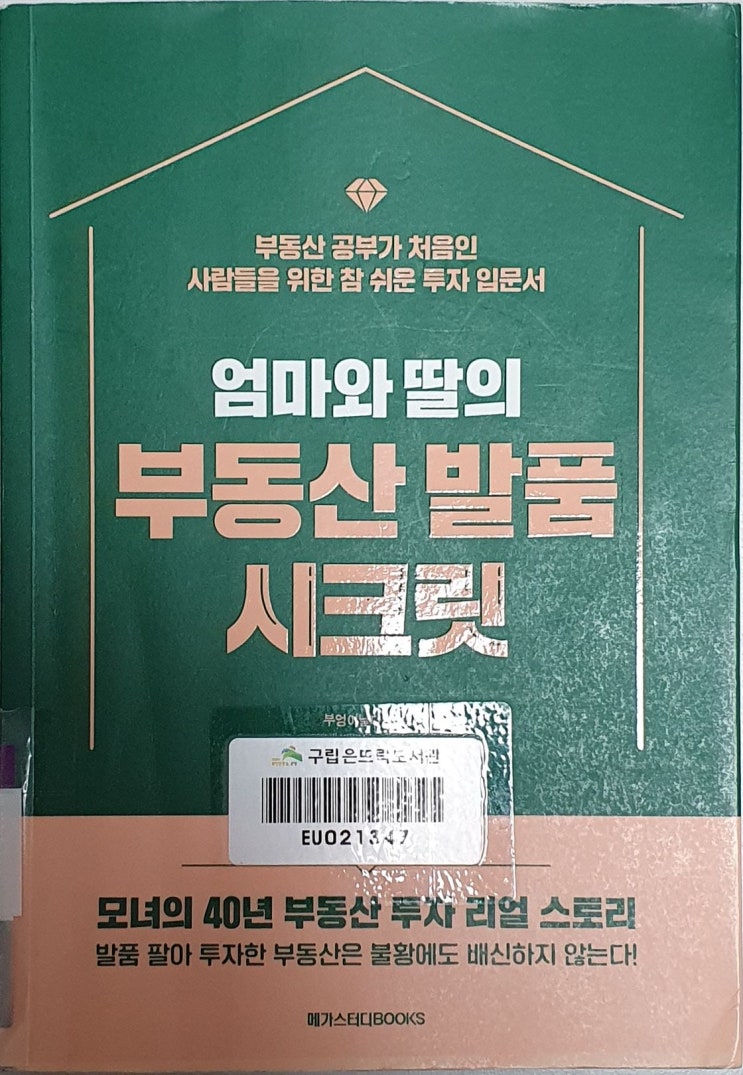 부동산 공부가 처음인
사람들을 위한 참 쉬운 투자 입문서
엄마와 딸의
부동산 발품
시크릿
구립은뜨락도서관
EU021347
모녀의 40년 부동산 투자 리얼 스토리
발품 팔아 투자한 부동산은 불황에도 배신하지 않는다!
메가스터디BOOKS